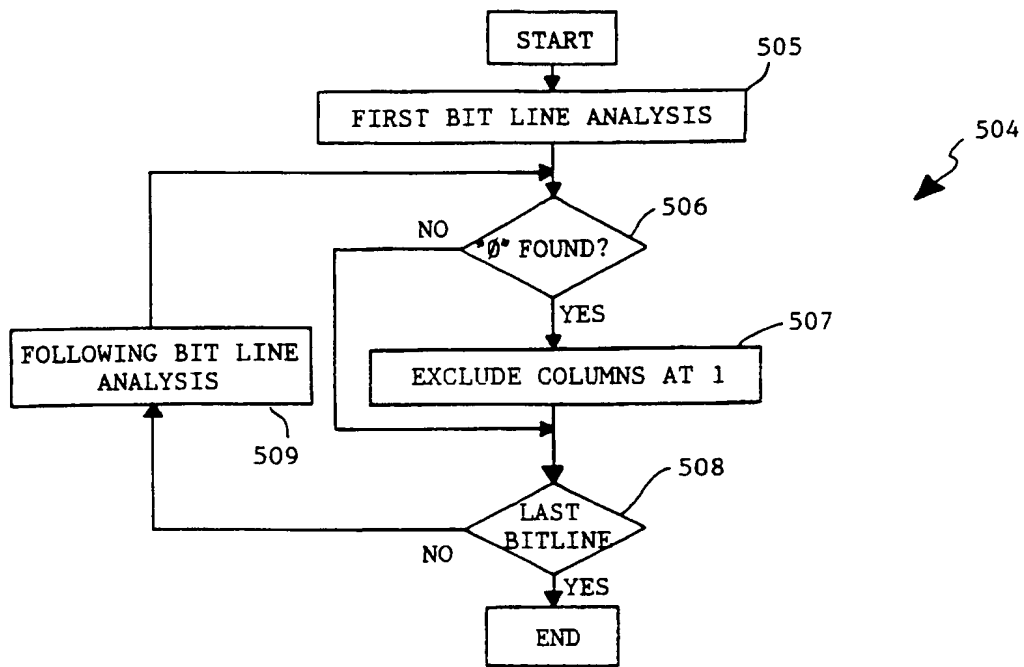 START
505
FIRST BIT LINE ANALYSIS
504
506
NO
"Ø" FOUND?
YES
507
FOLLOWING BIT LINE
ANALYSIS
EXCLUDE COLUMNS AT 1
509
508
LAST
BITLINE
NO
YES
END